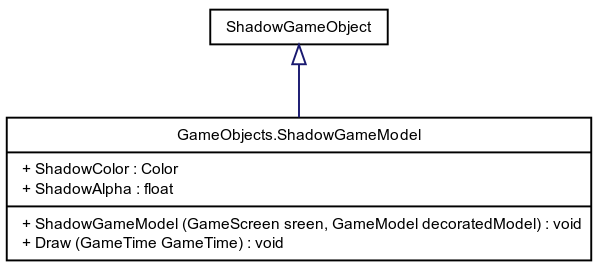 ShadowGameObject
GameObjects.ShadowGameModel
+ ShadowColor : Color
+ ShadowAlpha : float
+ ShadowGameModel (GameScreen sreen, GameModel decoratedModel) : void
+ Draw (GameTime GameTime) : void